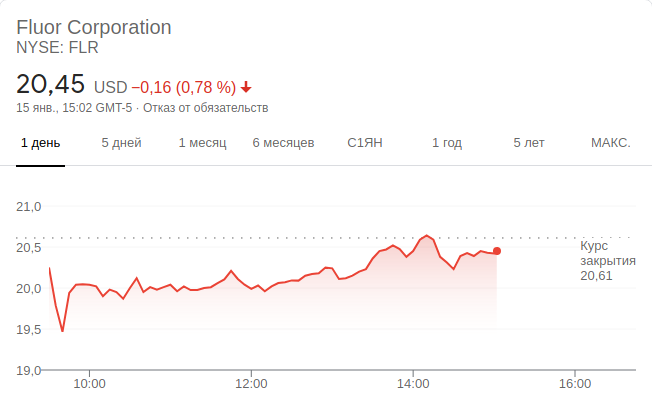 Fluor Corporation
NYSE: FLR
20,45 USD −0,16 (0,78 %)
15 янв., 15:02 GMT-5 · Отказ от обязательств
1 день 5 дней 1 месяц 6 месяцев С1ЯН 1 год 5 лет МАКС.
21,0
20,5
20,0
19,5
19,0
Курс
закрытия
20,61
10:00 12:00 14:00 16:00